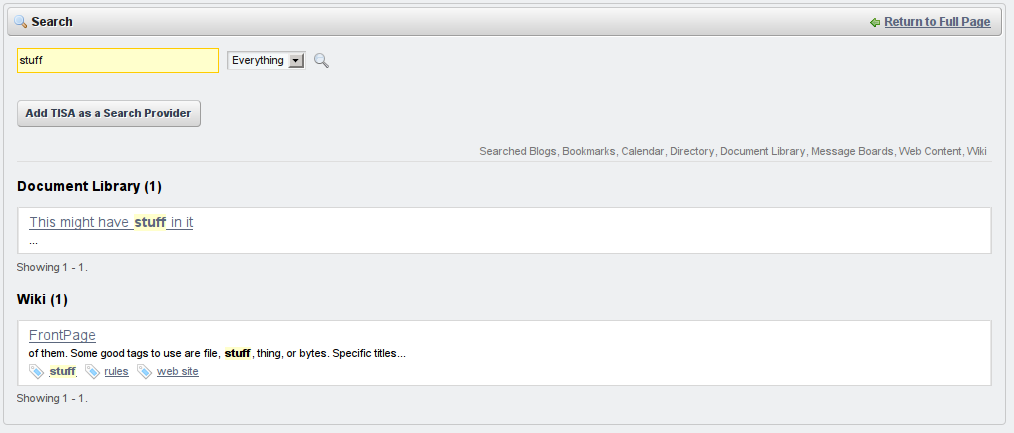 Search Return to Full Page
stuff Everything
Add TISA as a Search Provider
Searched Blogs, Bookmarks, Calendar, Directory, Document Library, Message Boards, Web Content, Wiki
Document Library (1)
This might have stuff in it
...
Showing 1 - 1.
Wiki (1)
FrontPage
of them. Some good tags to use are file, stuff, thing, or bytes. Specific titles...
stuff rules web site
Showing 1 - 1.